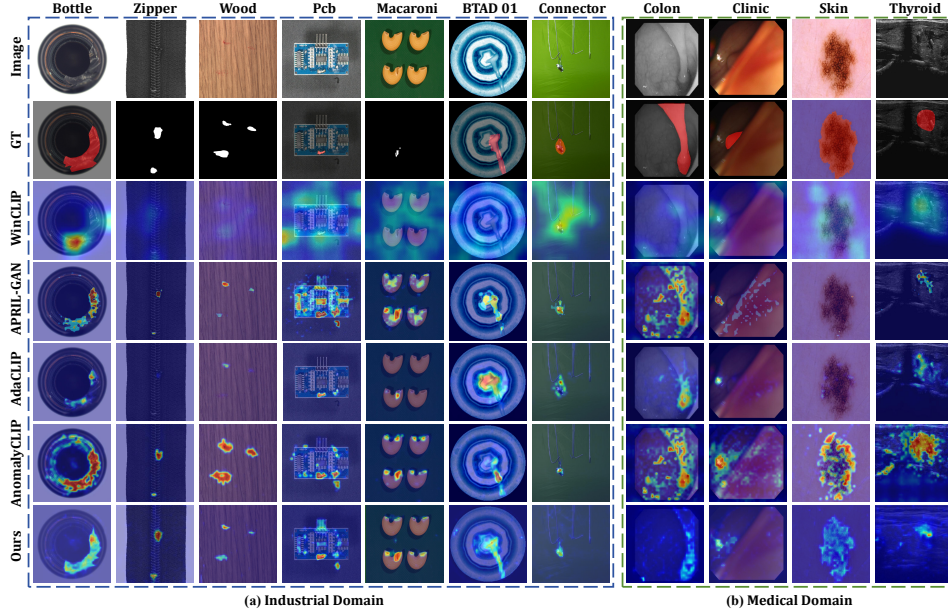 Bottle Zipper Wood Pcb Macaroni BTAD 01 Connector Colon Clinic Skin Thyroid
Image
GT
WinCLIP
APRIL-GAN
AdaCLIP
AnomalyCLIP
Ours
(a) Industrial Domain (b) Medical Domain